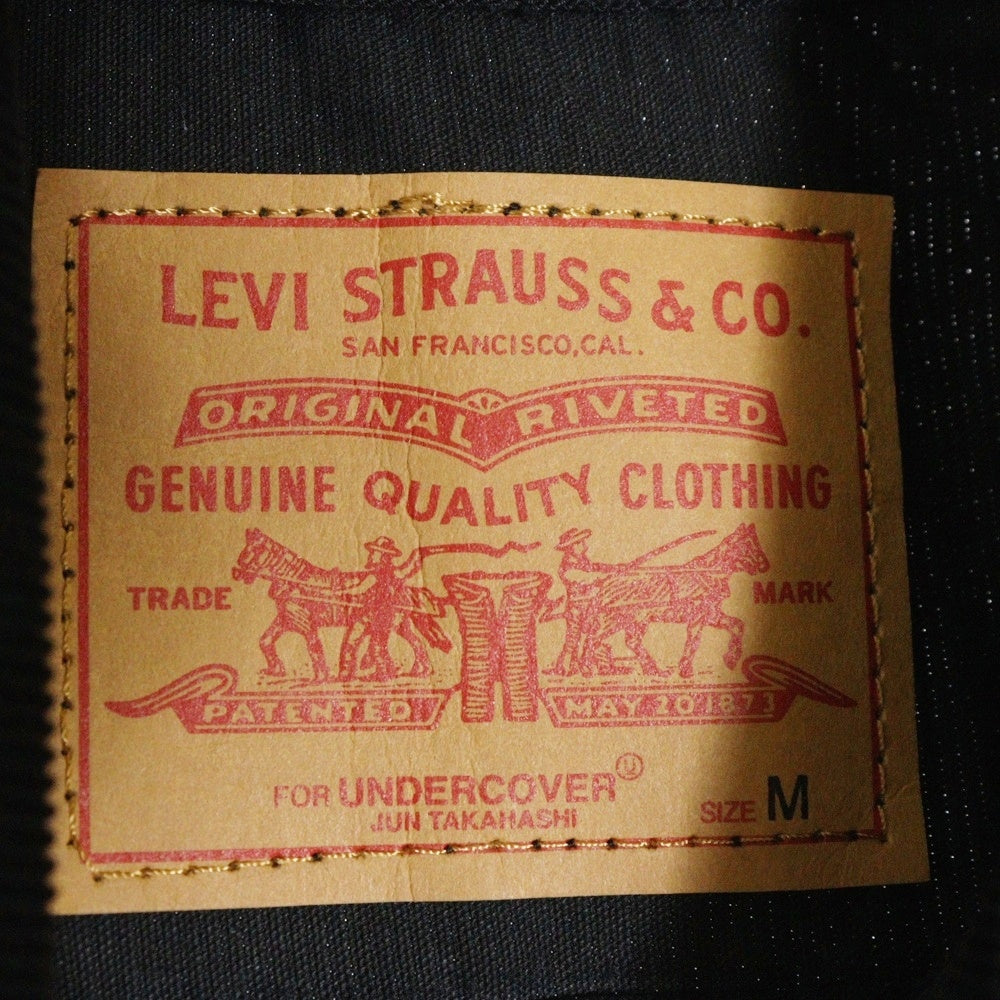 LEVI STRAUSS & CO.
SAN FRANCISCO, CAL.
ORIGINAL RIVETED
GENUINE QUALITY CLOTHING
TRADE MARK
PATENTED MAY 20 1873
FOR UNDERCOVER Ⓤ
JUN TAKAHASHI
SIZE M